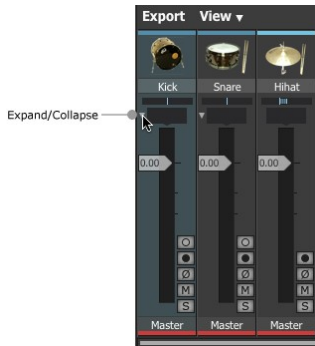 Export View ▾
Kick Snare Hihat
Expand/Collapse
0.00 0.00 0.00
Ø Ø Ø
M M M
S S S
Master Master Master